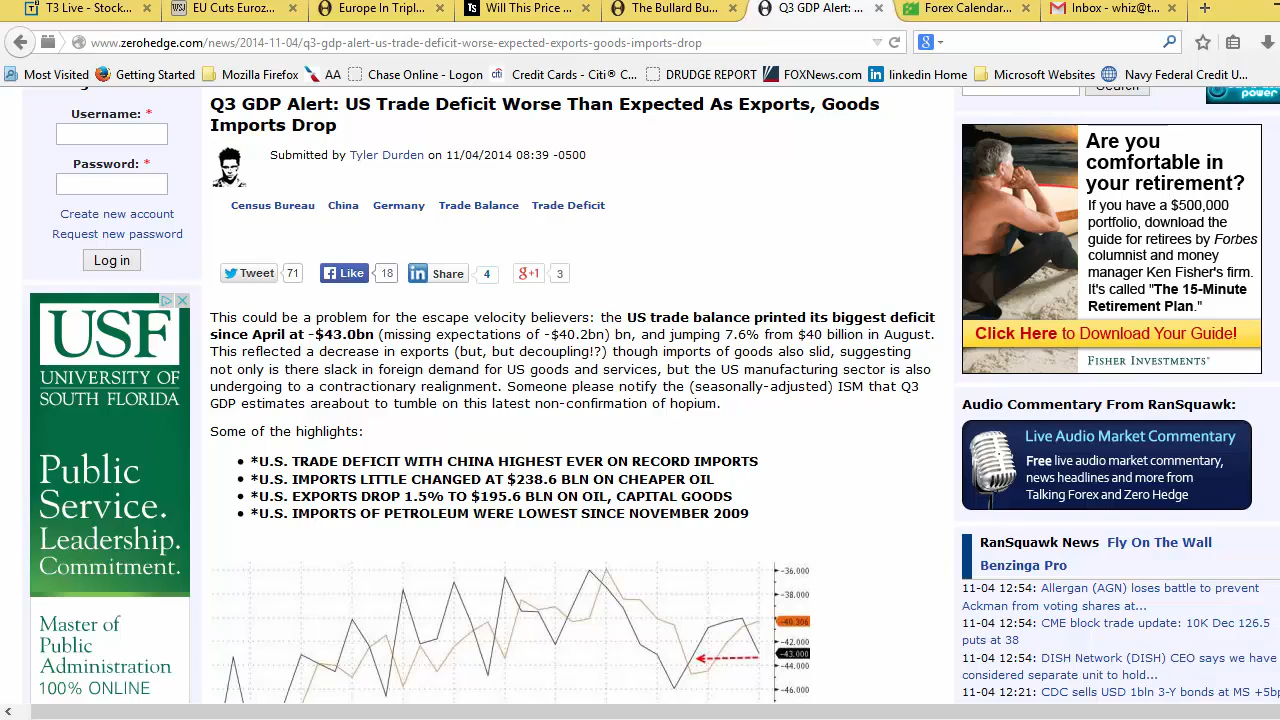 T3 Live - Stock...
EU Cuts Euroz...
Europe In Tripl...
Will This Price ...
The Bullard Bu...
Q3 GDP Alert: ...
Forex Calendar...
Inbox - whiz@t...
www.zerohedge.com/news/2014-11-04/q3-gdp-alert-us-trade-deficit-worse-expected-exports-goods-imports-drop
Most Visited
Getting Started
Mozilla Firefox
AA
Chase Online - Logon
Credit Cards - Citi® C...
DRUDGE REPORT
FOXNews.com
linkedin Home
Microsoft Websites
Navy Federal Credit U...
Username: *
Password: *
Create new account
Request new password
Log in
USF
UNIVERSITY OF
SOUTH FLORIDA
Public
Service.
Leadership.
Commitment.
Master of
Public
Administration
100% ONLINE
Q3 GDP Alert: US Trade Deficit Worse Than Expected As Exports, Goods
Imports Drop
Submitted by Tyler Durden on 11/04/2014 08:39 -0500
Census Bureau China Germany Trade Balance Trade Deficit
Tweet 71 Like 18 in Share 4 g+1 3
This could be a problem for the escape velocity believers: the US trade balance printed its biggest deficit
since April at -$43.0bn (missing expectations of -$40.2bn) bn, and jumping 7.6% from $40 billion in August.
This reflected a decrease in exports (but, but decoupling!?) though imports of goods also slid, suggesting
not only is there slack in foreign demand for US goods and services, but the US manufacturing sector is also
undergoing to a contractionary realignment. Someone please notify the (seasonally-adjusted) ISM that Q3
GDP estimates areabout to tumble on this latest non-confirmation of hopium.
Some of the highlights:
• *U.S. TRADE DEFICIT WITH CHINA HIGHEST EVER ON RECORD IMPORTS
• *U.S. IMPORTS LITTLE CHANGED AT $238.6 BLN ON CHEAPER OIL
• *U.S. EXPORTS DROP 1.5% TO $195.6 BLN ON OIL, CAPITAL GOODS
• *U.S. IMPORTS OF PETROLEUM WERE LOWEST SINCE NOVEMBER 2009
-36.000
-38.000
-40.306
-42.000
-43.000
-44.000
-46.000
Search
power
Are you
comfortable in
your retirement?
If you have a $500,000
portfolio, download the
guide for retirees by Forbes
columnist and money
manager Ken Fisher's firm.
It's called "The 15-Minute
Retirement Plan."
Click Here to Download Your Guide!
FISHER INVESTMENTS®
Audio Commentary From RanSquawk:
Live Audio Market Commentary
Free live audio market commentary,
news headlines and more from
Talking Forex and Zero Hedge
RanSquawk News Fly On The Wall
Benzinga Pro
11-04 12:54: Allergan (AGN) loses battle to prevent
Ackman from voting shares at...
11-04 12:54: CME block trade update: 10K Dec 126.5
puts at 38
11-04 12:54: DISH Network (DISH) CEO says we have
considered separate unit to hold...
11-04 12:21: CDC sells USD 1bln 3-Y bonds at MS +5bp